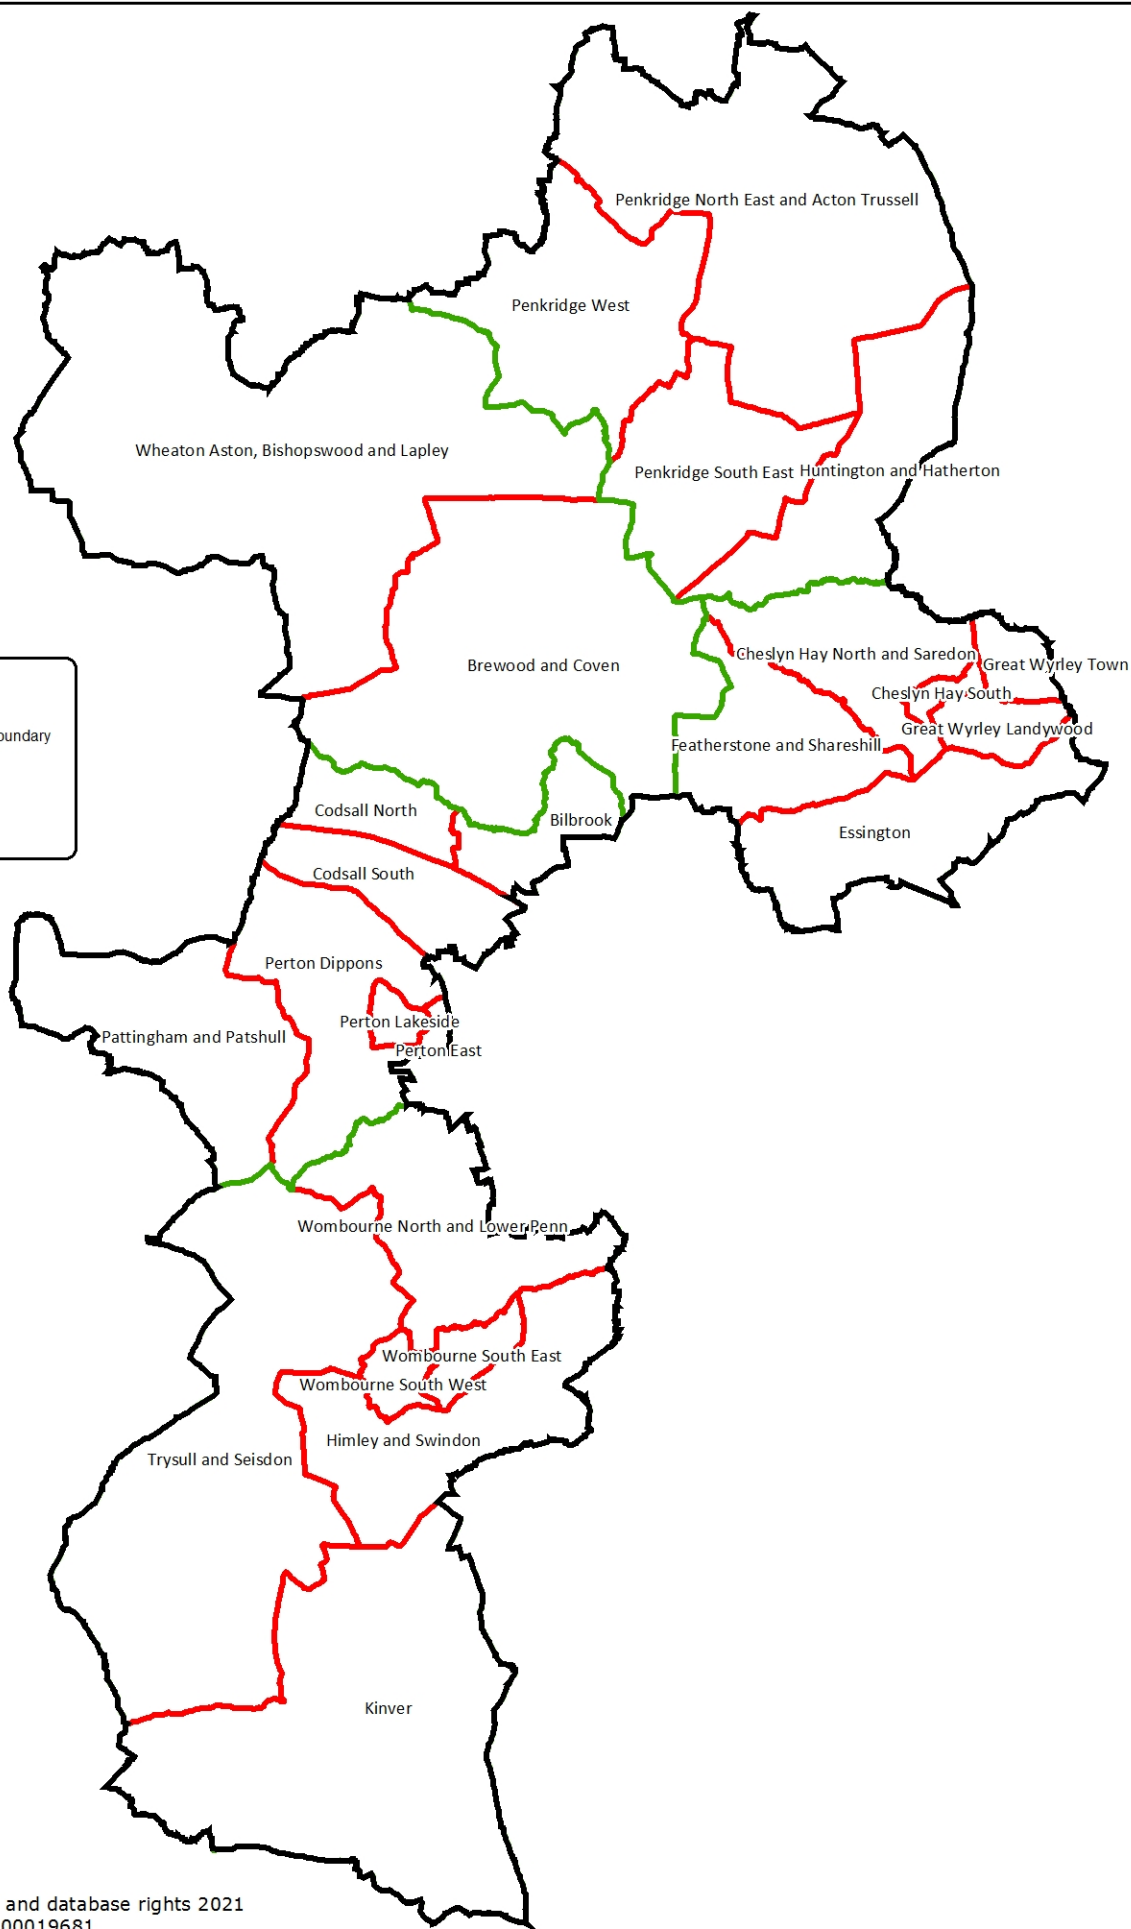 Penkridge North East and Acton Trussell
Penkridge West
Wheaton Aston, Bishopswood and Lapley
Penkridge South East
Huntington and Hatherton
Cheslyn Hay North and Saredon
Great Wyrley Town
Brewood and Coven
Cheslyn Hay South
Great Wyrley Landywood
oundary
Featherstone and Shareshill
Codsall North
Bilbrook
Essington
Codsall South
Perton Dippons
Perton Lakeside
Pattingham and Patshull
Perton East
Wombourne North and Lower Penn
Wombourne South East
Wombourne South West
Himley and Swindon
Trysull and Seisdon
Kinver
and database rights 2021
00019681